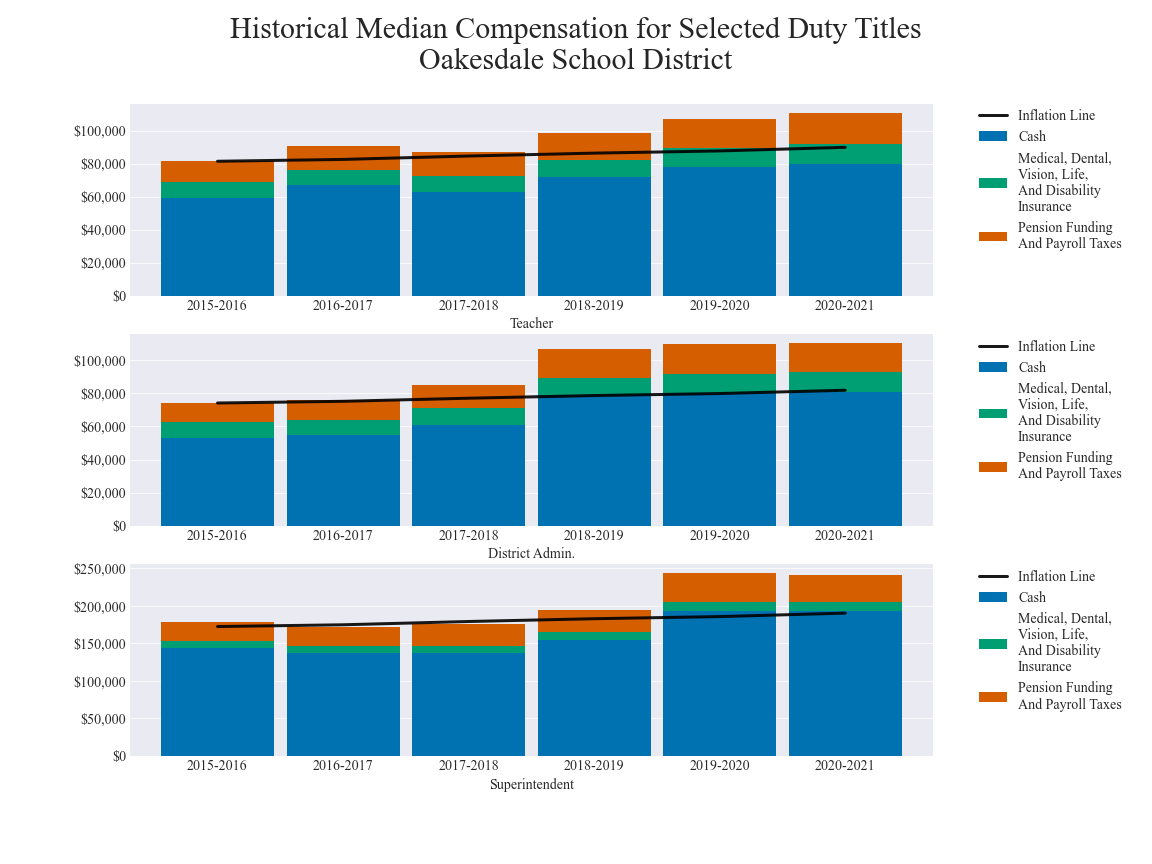 Historical Median Compensation for Selected Duty Titles
Oakesdale School District
$100,000
$80,000
$60,000
$40,000
$20,000
$0
2015-2016 2016-2017 2017-2018 2018-2019 2019-2020 2020-2021
Teacher
Inflation Line
Cash
Medical, Dental,
Vision, Life,
And Disability
Insurance
Pension Funding
And Payroll Taxes
$100,000
$80,000
$60,000
$40,000
$20,000
$0
2015-2016 2016-2017 2017-2018 2018-2019 2019-2020 2020-2021
District Admin.
Inflation Line
Cash
Medical, Dental,
Vision, Life,
And Disability
Insurance
Pension Funding
And Payroll Taxes
$250,000
$200,000
$150,000
$100,000
$50,000
$0
2015-2016 2016-2017 2017-2018 2018-2019 2019-2020 2020-2021
Superintendent
Inflation Line
Cash
Medical, Dental,
Vision, Life,
And Disability
Insurance
Pension Funding
And Payroll Taxes